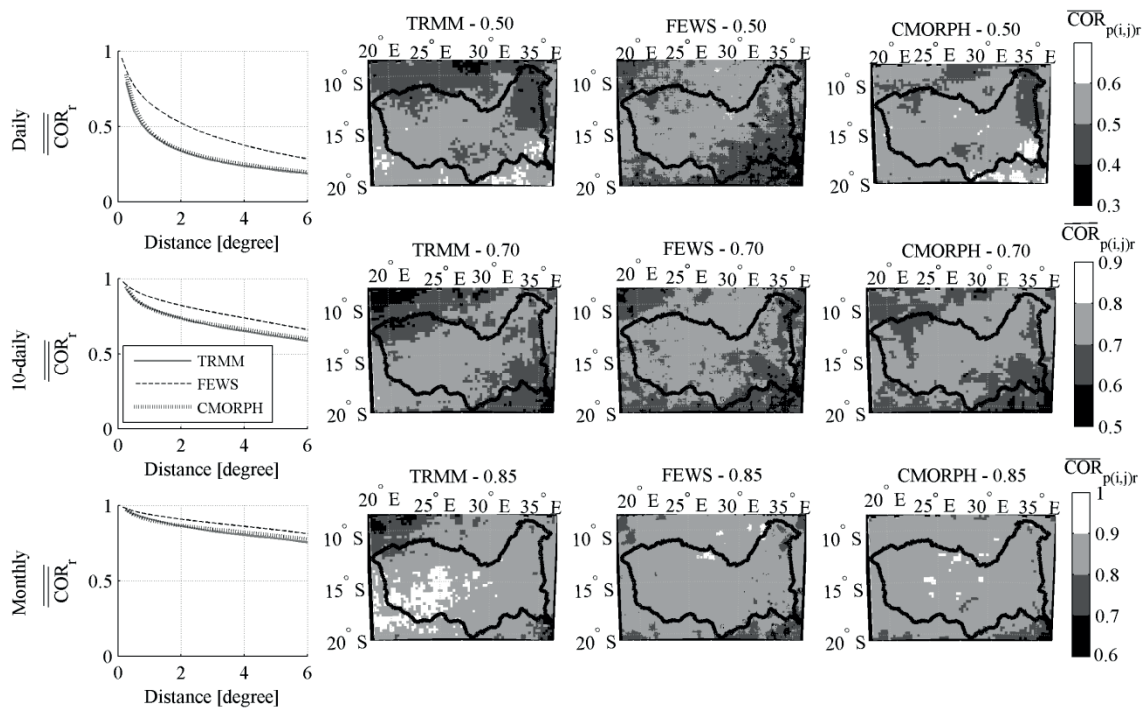 TRMM - 0.50
FEWS - 0.50
CMORPH - 0.50
COR p(i,j)r
20° E 25° E 30° E 35° E
20° E 25° E 30° E 35° E
20° E 25° E 30° E 35° E
10° S
15° S
20° S
10° S
15° S
20° S
10° S
15° S
20° S
0.6
0.5
0.4
0.3
Daily
COR r
1
0.5
0
0 2 4 6
Distance [degree]
TRMM - 0.70
FEWS - 0.70
CMORPH - 0.70
COR p(i,j)r
20° E 25° E 30° E 35° E
20° E 25° E 30° E 35° E
20° E 25° E 30° E 35° E
10° S
15° S
20° S
10° S
15° S
20° S
10° S
15° S
20° S
0.9
0.8
0.7
0.6
0.5
10-daily
COR r
1
0.5
0
TRMM
FEWS
CMORPH
0 2 4 6
Distance [degree]
TRMM - 0.85
FEWS - 0.85
CMORPH - 0.85
COR p(i,j)r
20° E 25° E 30° E 35° E
20° E 25° E 30° E 35° E
20° E 25° E 30° E 35° E
10° S
15° S
20° S
10° S
15° S
20° S
10° S
15° S
20° S
1
0.9
0.8
0.7
0.6
Monthly
COR r
1
0.5
0
0 2 4 6
Distance [degree]